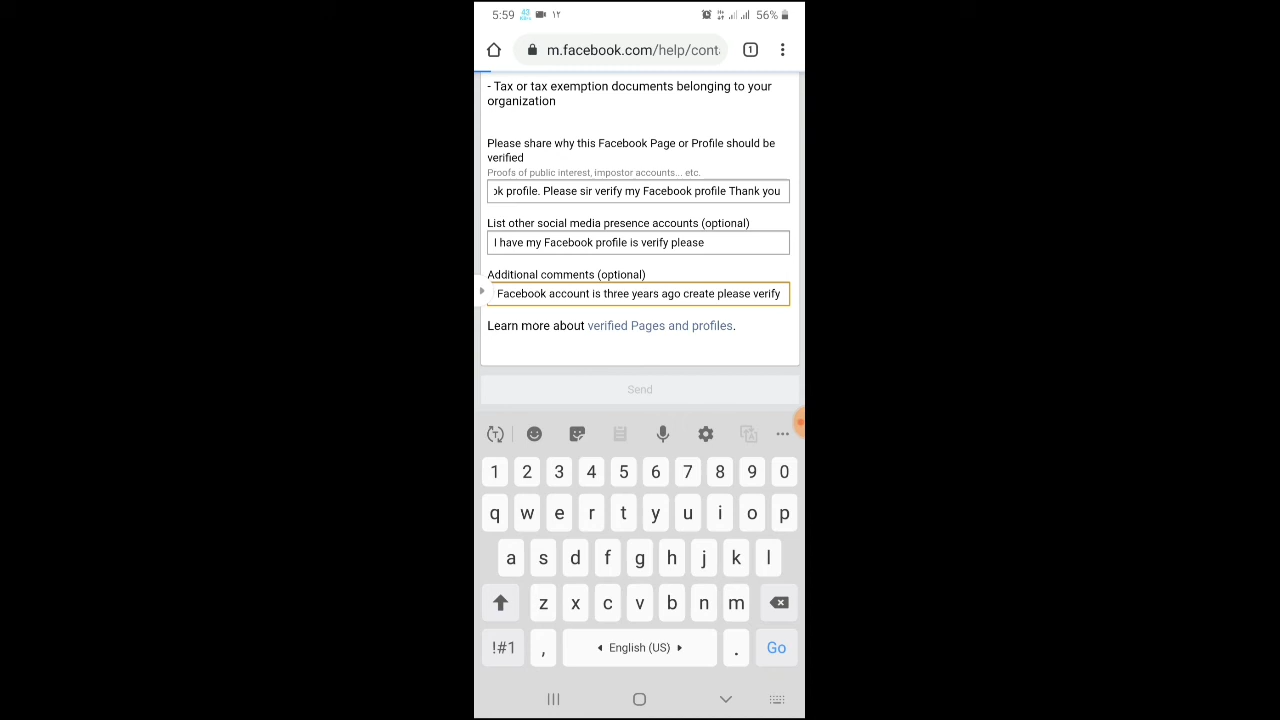 5:59 43 KB/s ١٢ 56%
m.facebook.com/help/cont 1
- Tax or tax exemption documents belonging to your
organization
Please share why this Facebook Page or Profile should be
verified
Proofs of public interest, impostor accounts... etc.
ok profile. Please sir verify my Facebook profile Thank you
List other social media presence accounts (optional)
I have my Facebook profile is verify please
Additional comments (optional)
Facebook account is three years ago create please verify
Learn more about verified Pages and profiles.
Send
1 2 3 4 5 6 7 8 9 0
q w e r t y u i o p
a s d f g h j k l
z x c v b n m
!#1 , English (US) . Go